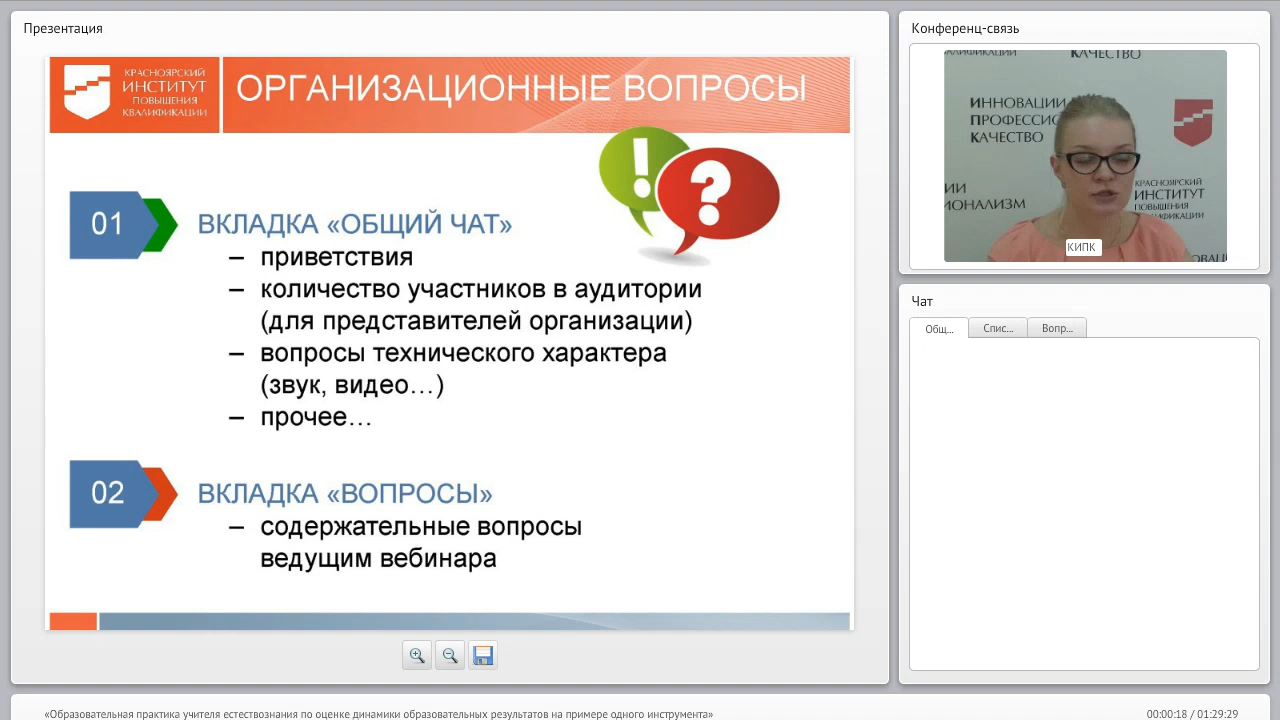 Презентация
КРАСНОЯРСКИЙ
ИНСТИТУТ
ПОВЫШЕНИЯ
КВАЛИФИКАЦИИ
ОРГАНИЗАЦИОННЫЕ ВОПРОСЫ
!
?
01
ВКЛАДКА «ОБЩИЙ ЧАТ»
– приветствия
– количество участников в аудитории
(для представителей организации)
– вопросы технического характера
(звук, видео…)
– прочее…
02
ВКЛАДКА «ВОПРОСЫ»
– содержательные вопросы
ведущим вебинара
Конференц-связь
КАЧЕСТВО
ИННОВАЦИИ
КАЧЕСТВО
КРАСНОЯРСКИЙ
ИНСТИТУТ
ПОВЫШЕНИЯ
КИПК
Чат
Общ...
Спис...
Вопр...
«Образовательная практика учителя естествознания по оценке динамики образовательных результатов на примере одного инструмента»
00:00:18 / 01:29:29